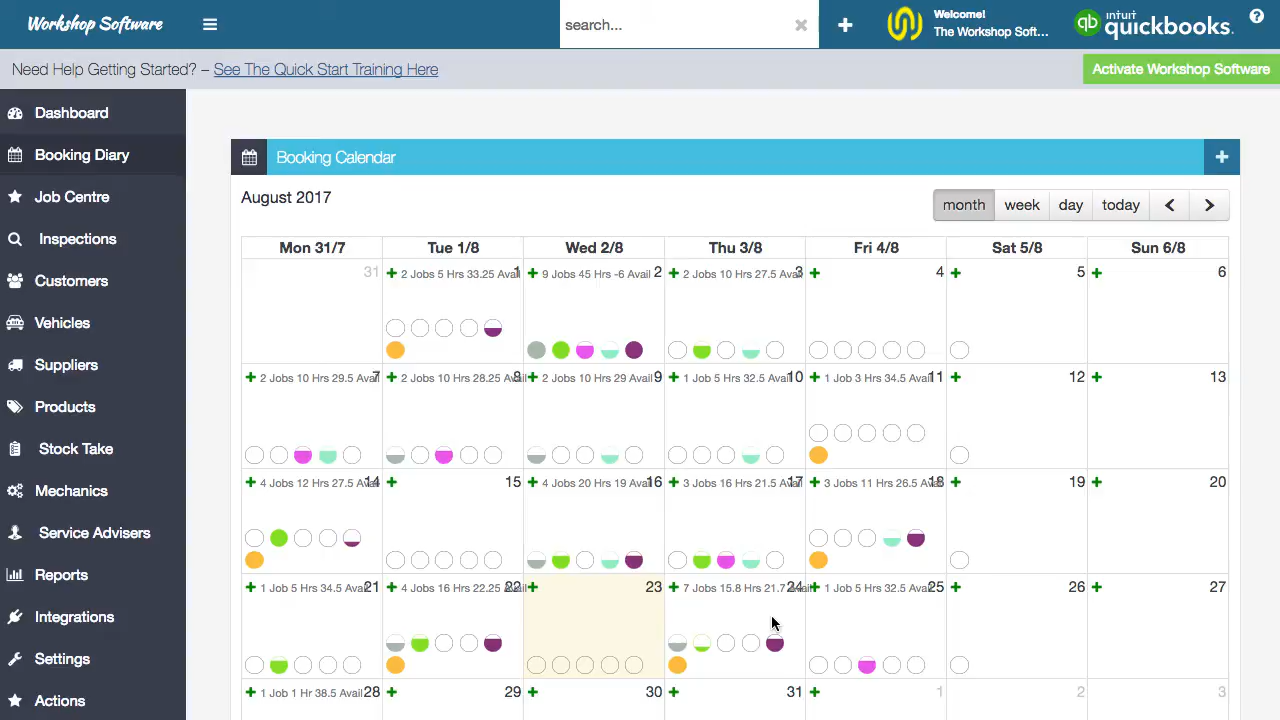 Workshop Software
search...
Welcome!
The Workshop Soft...
qb
intuit
quickbooks.
Need Help Getting Started? – See The Quick Start Training Here
Activate Workshop Software
Dashboard
Booking Diary
Job Centre
Inspections
Customers
Vehicles
Suppliers
Products
Stock Take
Mechanics
Service Advisers
Reports
Integrations
Settings
Actions
Booking Calendar
August 2017
month week day today
Mon 31/7 Tue 1/8 Wed 2/8 Thu 3/8 Fri 4/8 Sat 5/8 Sun 6/8
31 2 Jobs 5 Hrs 33.25 Avail 1 9 Jobs 45 Hrs -6 Avail 2 2 Jobs 10 Hrs 27.5 Avail 3 4 5 6
2 Jobs 10 Hrs 29.5 Avail 7 2 Jobs 10 Hrs 28.25 Avail 8 2 Jobs 10 Hrs 29 Avail 9 1 Job 5 Hrs 32.5 Avail 10 1 Job 3 Hrs 34.5 Avail 11 12 13
4 Jobs 12 Hrs 27.5 Avail 14 15 4 Jobs 20 Hrs 19 Avail 16 3 Jobs 16 Hrs 21.5 Avail 17 3 Jobs 11 Hrs 26.5 Avail 18 19 20
1 Job 5 Hrs 34.5 Avail 21 4 Jobs 16 Hrs 22.25 Avail 22 23 7 Jobs 15.8 Hrs 21.7 Avail 24 1 Job 5 Hrs 32.5 Avail 25 26 27
1 Job 1 Hr 38.5 Avail 28 29 30 31 1 2 3